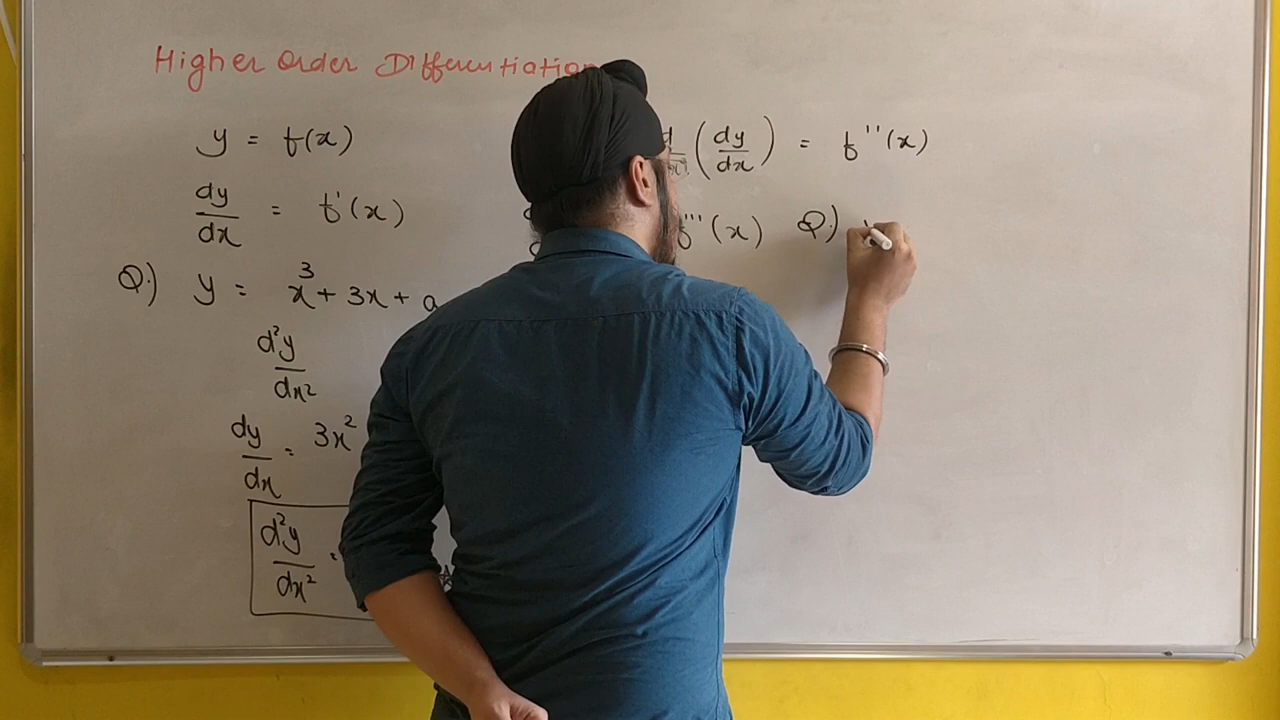 Higher Order Differentiation
y = f(x)
dy/dx = f'(x)
Q.) y = x³ + 3x + a
d²y/dx²
dy/dx = 3x²
d²y/dx² =
(dy/dx) = f''(x)
f'''(x)
Q.)